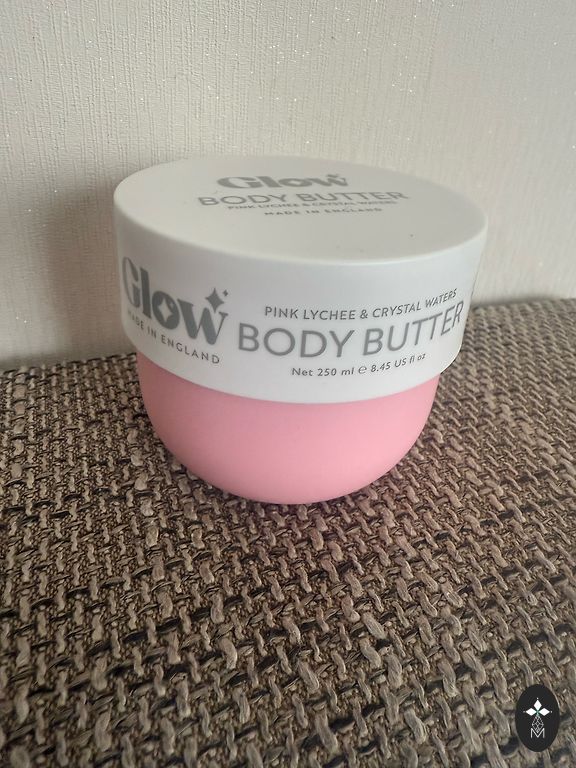 Glow
BODY BUTTER
PINK LYCHEE & CRYSTAL WATERS
MADE IN ENGLAND
Glow
MADE IN ENGLAND
PINK LYCHEE & CRYSTAL WATERS
BODY BUTTER
Net 250 ml ℮ 8.45 US fl oz